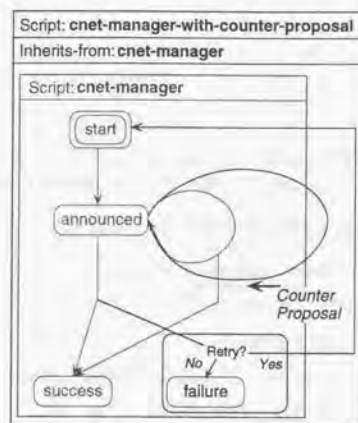 Script: cnet-manager-with-counter-proposal
Inherits-from: cnet-manager
Script: cnet-manager
start
announced
Counter
Proposal
Retry?
No
Yes
success
failure